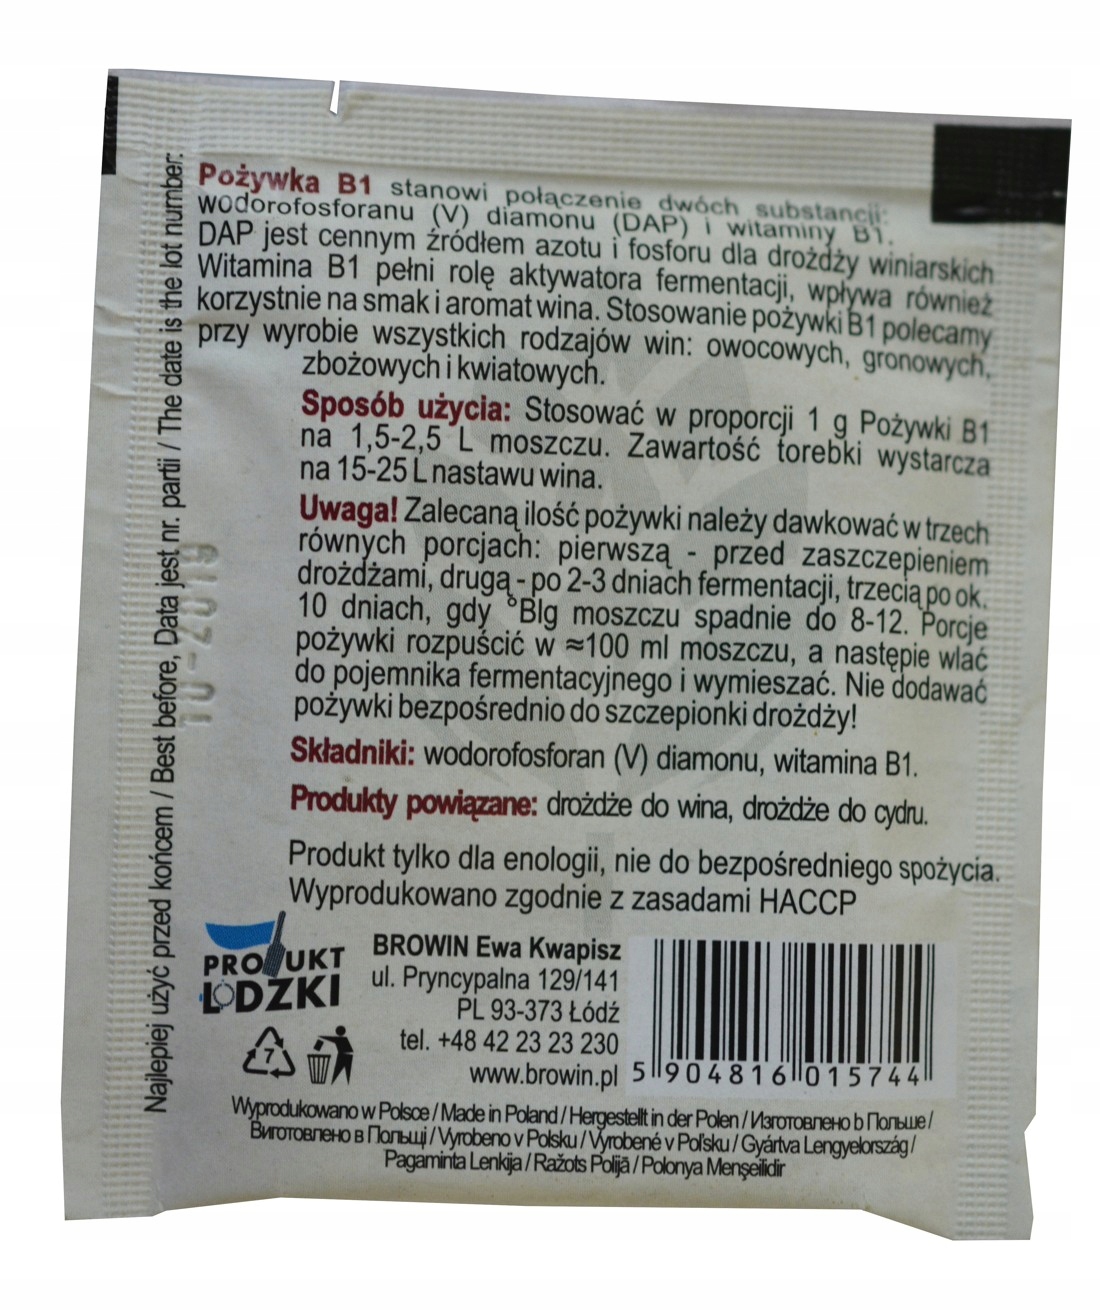 Pożywka B1 stanowi połączenie dwóch substancji:
wodorofosforanu (V) diamonu (DAP) i witaminy B1.
DAP jest cennym źródłem azotu i fosforu dla drożdży winiarskich
Witamina B1 pełni rolę aktywatora fermentacji, wpływa również
korzystnie na smak i aromat wina. Stosowanie pożywki B1 polecamy
przy wyrobie wszystkich rodzajów win: owocowych, gronowych,
zbożowych i kwiatowych.
Sposób użycia: Stosować w proporcji 1 g Pożywki B1
na 1,5-2,5 L moszczu. Zawartość torebki wystarcza
na 15-25 L nastawu wina.
Uwaga! Zalecaną ilość pożywki należy dawkować w trzech
równych porcjach: pierwszą - przed zaszczepieniem
drożdżami, drugą - po 2-3 dniach fermentacji, trzecią po ok.
10 dniach, gdy °Blg moszczu spadnie do 8-12. Porcje
pożywki rozpuścić w ≈100 ml moszczu, a następie wlać
do pojemnika fermentacyjnego i wymieszać. Nie dodawać
pożywki bezpośrednio do szczepionki drożdży!
Składniki: wodorofosforan (V) diamonu, witamina B1.
Produkty powiązane: drożdże do wina, drożdże do cydru.
Produkt tylko dla enologii, nie do bezpośredniego spożycia.
Wyprodukowano zgodnie z zasadami HACCP
Najlepiej użyć przed końcem / Best before, Data jest nr. partii / The date is the lot number:
10-2019
PRODUKT
ŁÓDZKI
7
BROWIN Ewa Kwapisz
ul. Pryncypalna 129/141
PL 93-373 Łódź
tel. +48 42 23 23 230
www.browin.pl
5 904816 015744
Wyprodukowano w Polsce / Made in Poland / Hergestellt in der Polen / Изготовлено b Польше /
Виготовлено в Польщі / Vyrobeno v Polsku / Vyrobené v Poľsku / Gyártva Lengyelország /
Pagaminta Lenkija / Ražots Polijā / Polonya Menşeilidir